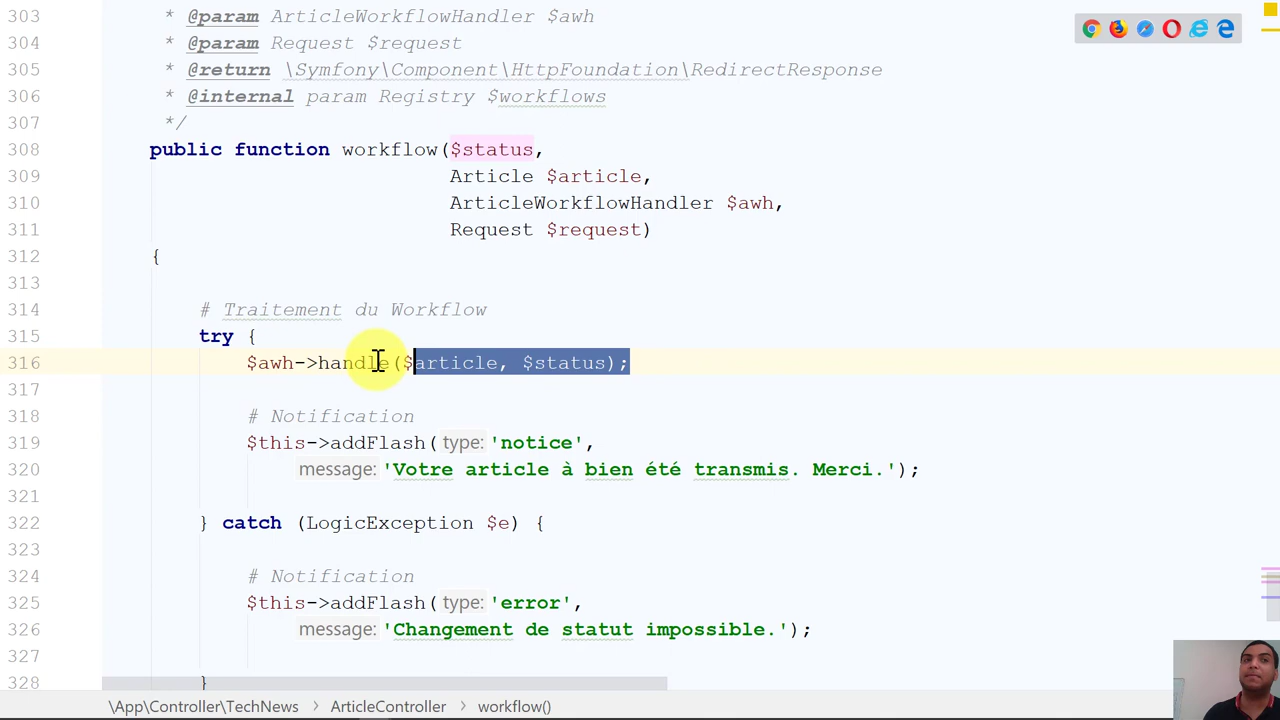 303 * @param ArticleWorkflowHandler $awh
304 * @param Request $request
305 * @return \Symfony\Component\HttpFoundation\RedirectResponse
306 * @internal param Registry $workflows
307 */
308 public function workflow($status,
309 Article $article,
310 ArticleWorkflowHandler $awh,
311 Request $request)
312 {
313
314 # Traitement du Workflow
315 try {
316 $awh->handle($article, $status);
317
318 # Notification
319 $this->addFlash( type: 'notice',
320 message: 'Votre article à bien été transmis. Merci.');
321
322 } catch (LogicException $e) {
323
324 # Notification
325 $this->addFlash( type: 'error',
326 message: 'Changement de statut impossible.');
327
328 }
\App\Controller\TechNews › ArticleController › workflow()